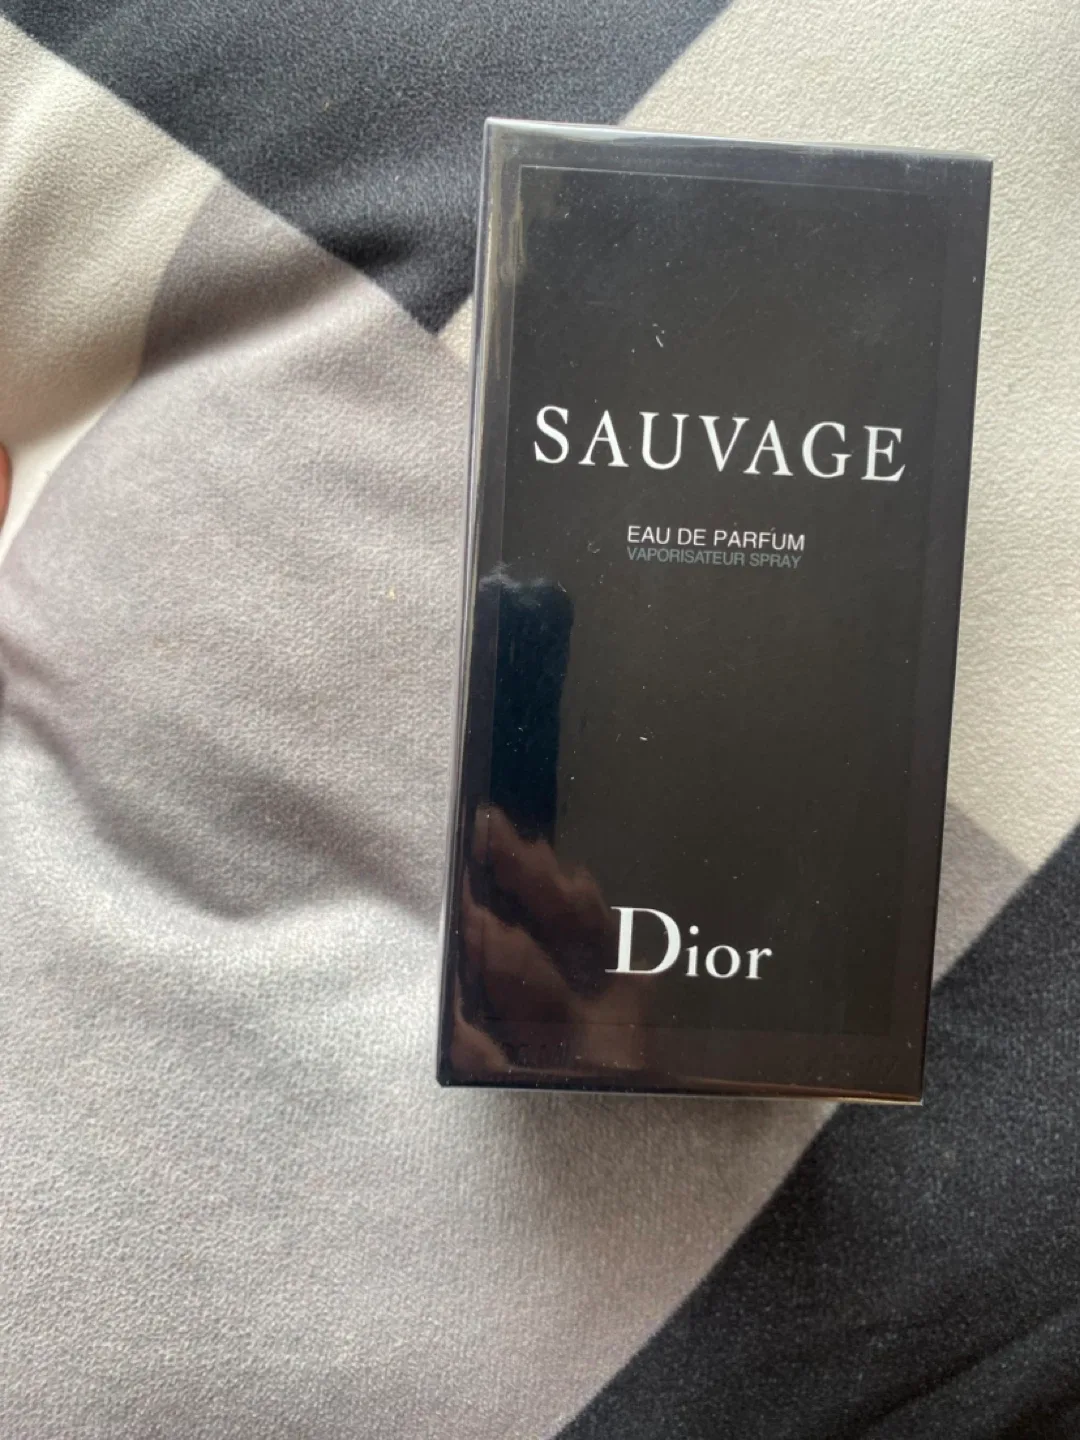 SAUVAGE
EAU DE PARFUM
VAPORISATEUR SPRAY
Dior